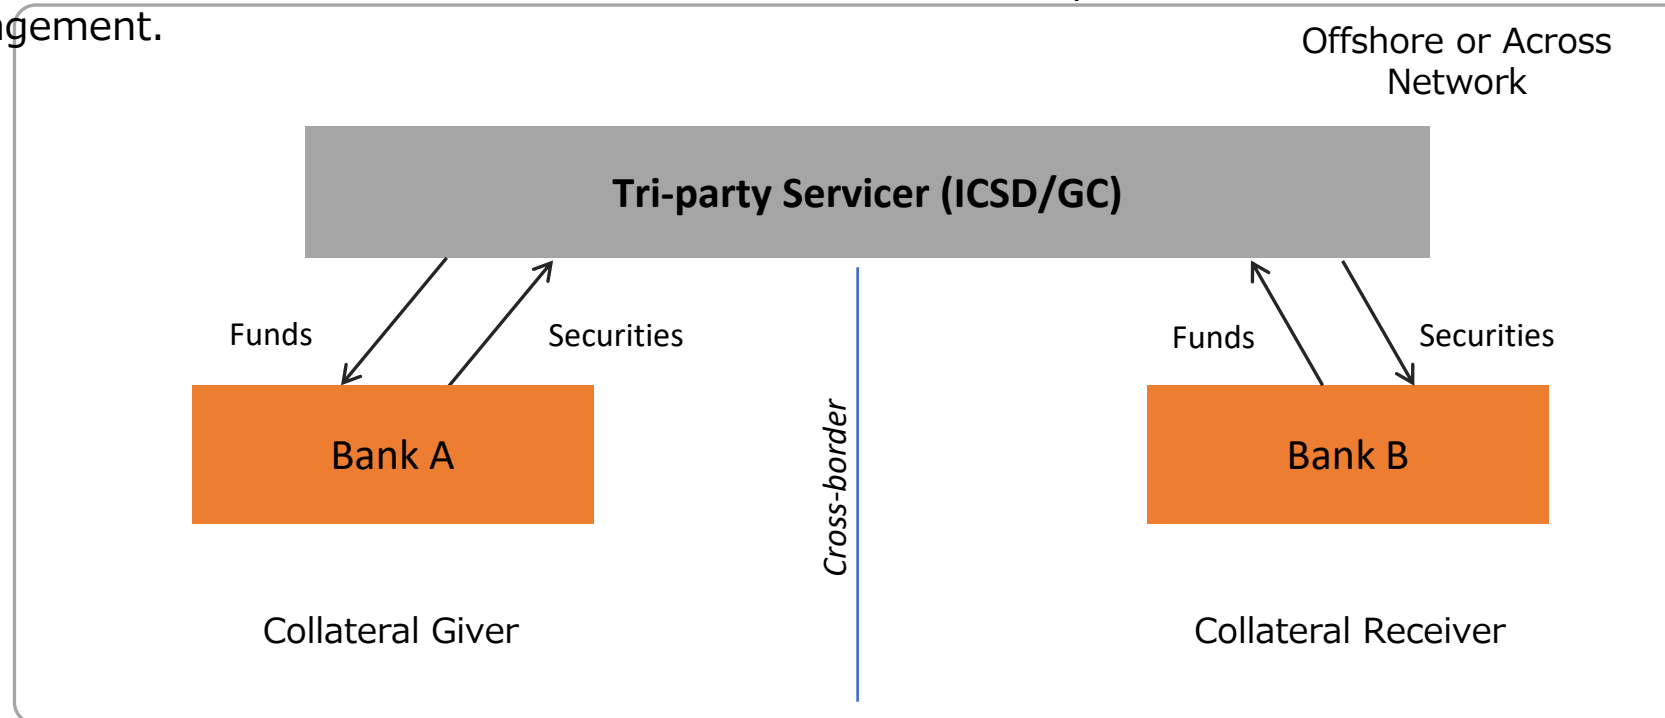 Offshore or Across
Network
Tri-party Servicer (ICSD/GC)
Funds
Securities
Funds
Securities
Bank A
Cross-border
Bank B
Collateral Giver
Collateral Receiver